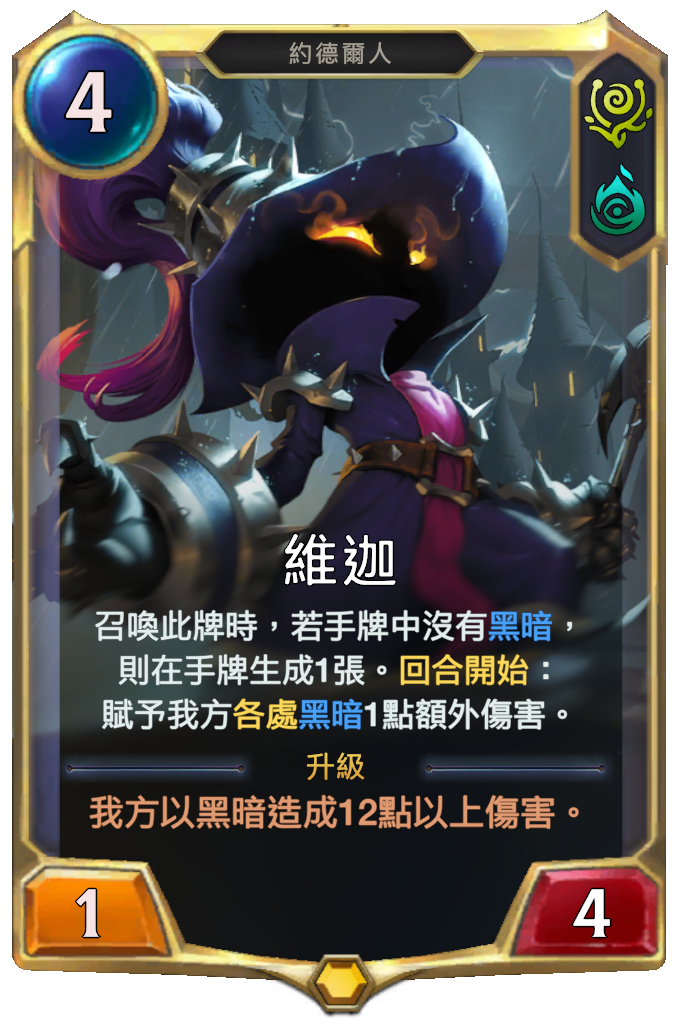 約德爾人
4
維迦
召喚此牌時，若手牌中沒有黑暗，
則在手牌生成1張。回合開始：
賦予我方各處黑暗1點額外傷害。
升級
我方以黑暗造成12點以上傷害。
1
4